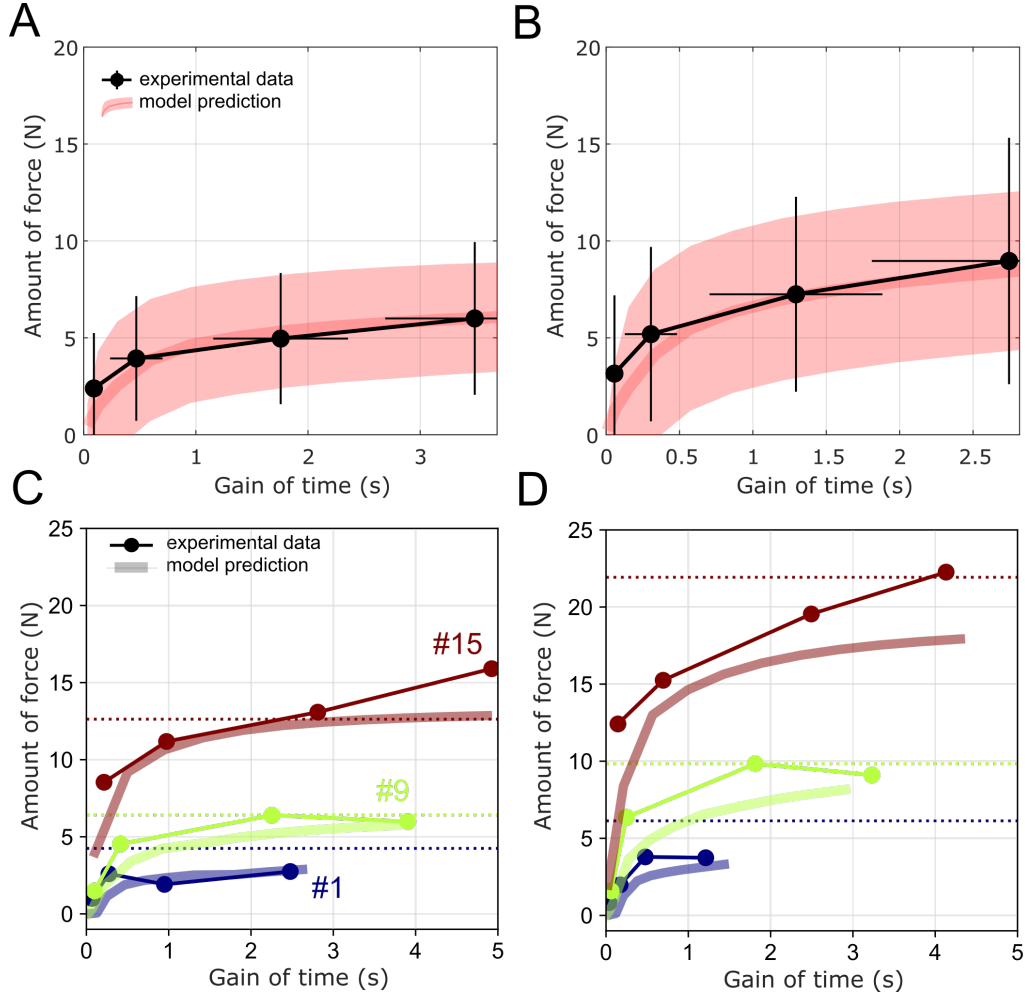 A
Amount of force (N)
20
15
10
5
0
experimental data
model prediction
0 1 2 3
Gain of time (s)
B
Amount of force (N)
20
15
10
5
0
0 0.5 1 1.5 2 2.5
Gain of time (s)
C
Amount of force (N)
25
20
15
10
5
0
experimental data
model prediction
#15
#9
#1
0 1 2 3 4 5
Gain of time (s)
D
Amount of force (N)
25
20
15
10
5
0
0 1 2 3 4 5
Gain of time (s)